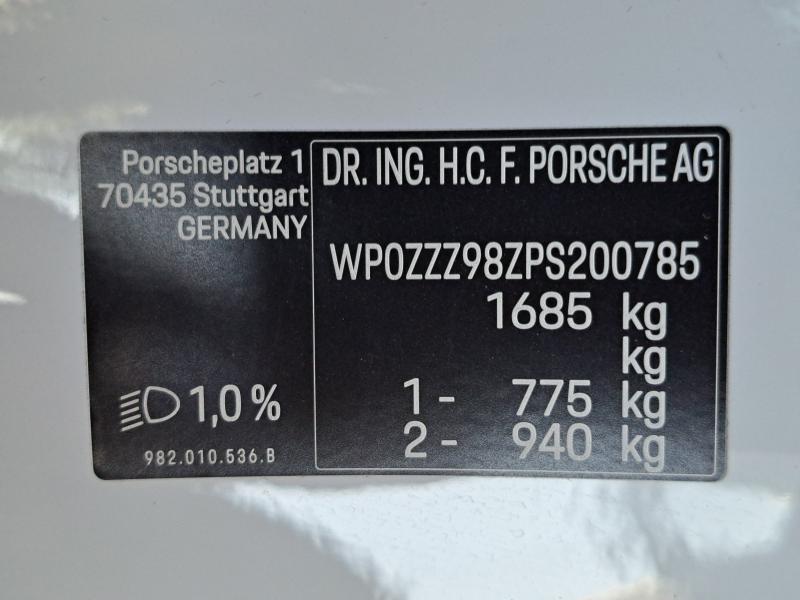 Porscheplatz 1
70435 Stuttgart
GERMANY
1,0%
982.010.536.B
DR. ING. H.C. F. PORSCHE AG
WP0ZZZ98ZPS200785
1685 kg
kg
1- 775 kg
2- 940 kg